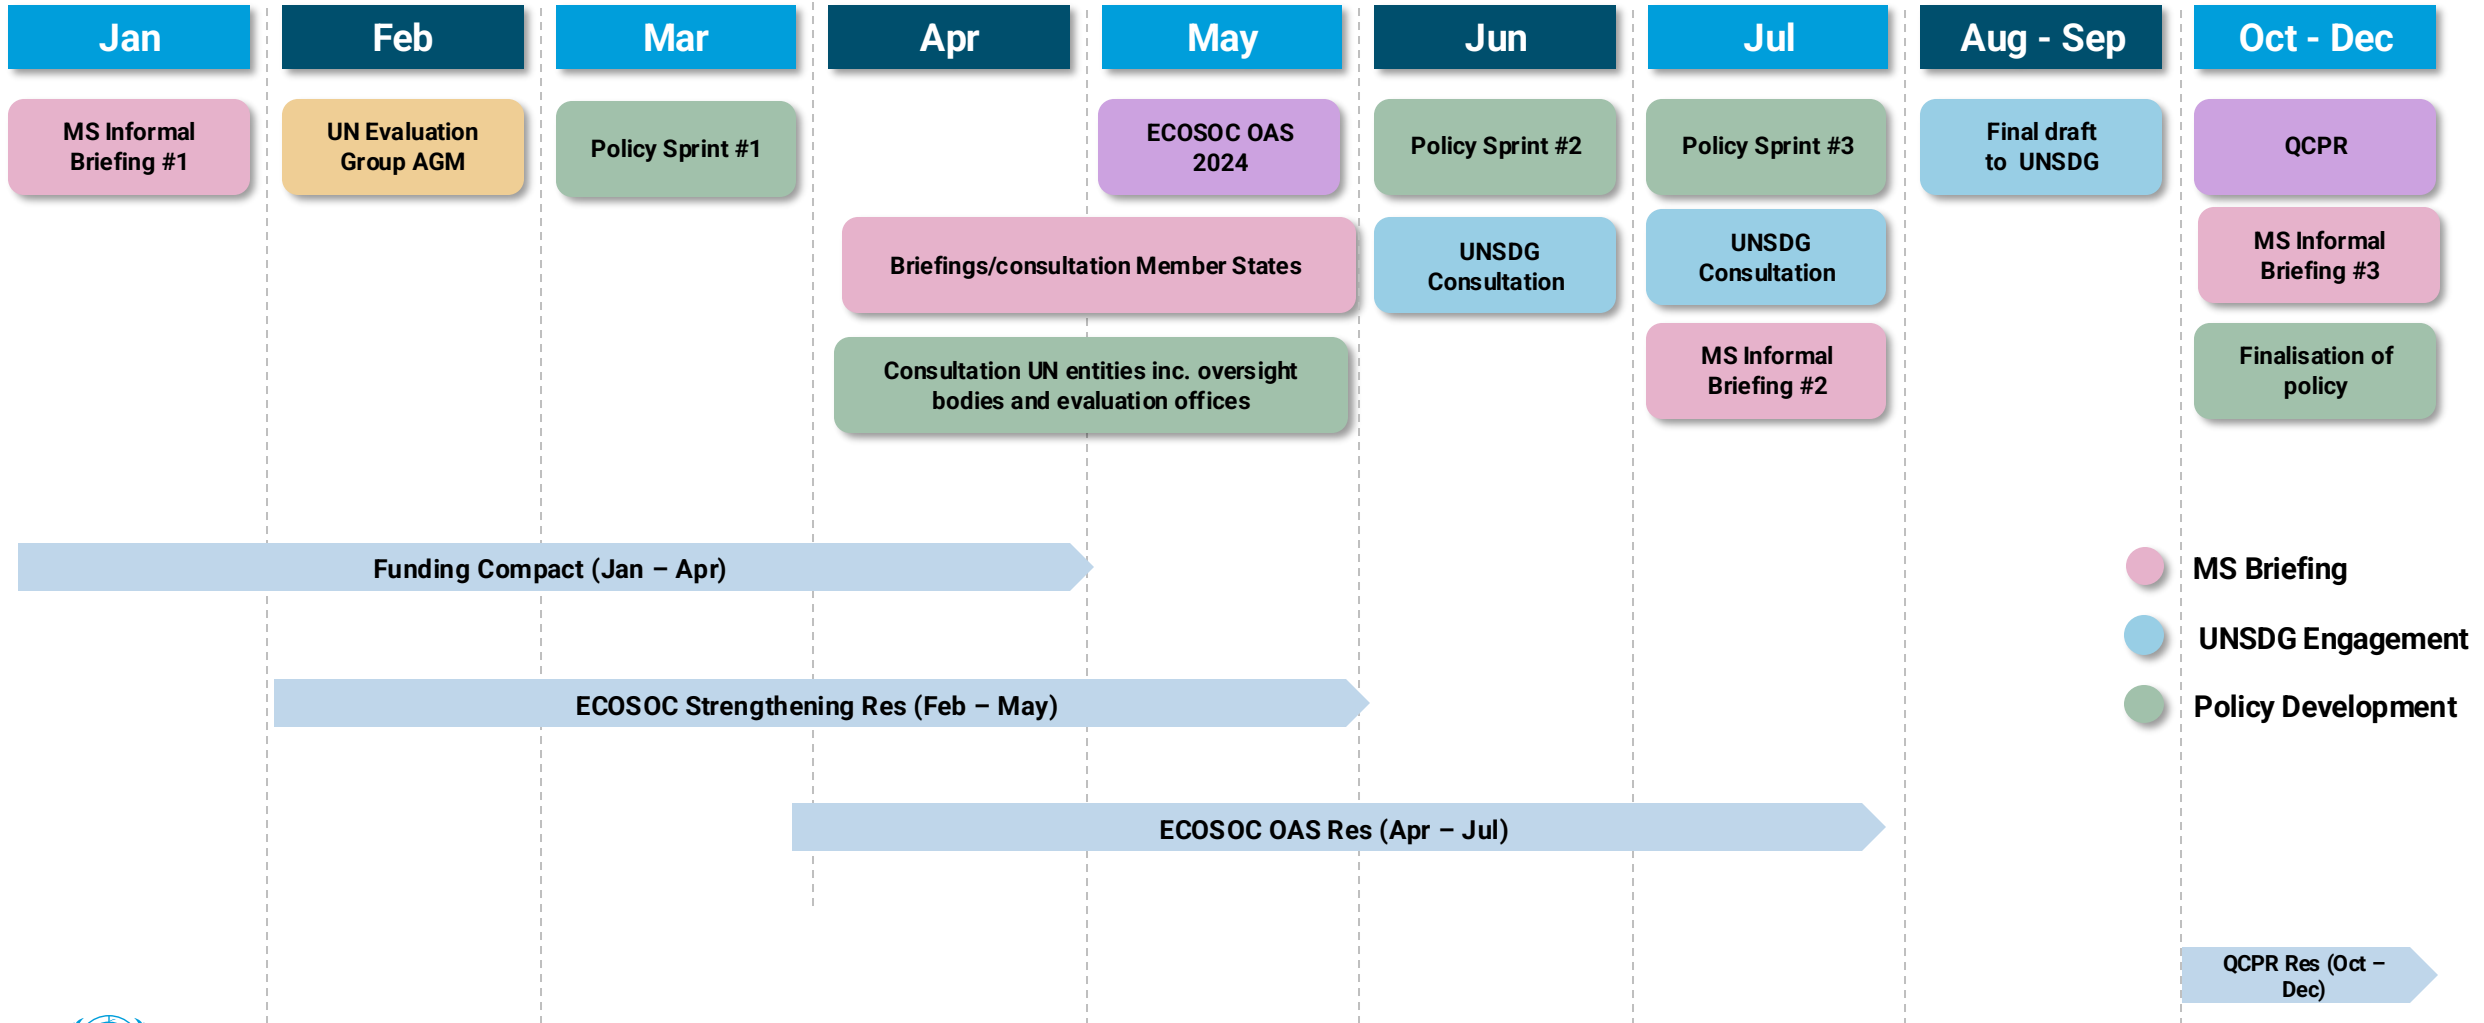 Jan
Feb
Mar
Apr
May
Jun
Jul
Aug - Sep
Oct - Dec
MS Informal
Briefing #1
UN Evaluation
Group AGM
Policy Sprint #1
ECOSOC OAS
2024
Policy Sprint #2
Policy Sprint #3
Final draft
to UNSDG
QCPR
Briefings/consultation Member States
UNSDG
Consultation
UNSDG
Consultation
MS Informal
Briefing #3
Consultation UN entities inc. oversight
bodies and evaluation offices
MS Informal
Briefing #2
Finalisation of
policy
Funding Compact (Jan – Apr)
MS Briefing
UNSDG Engagement
ECOSOC Strengthening Res (Feb – May)
Policy Development
ECOSOC OAS Res (Apr – Jul)
QCPR Res (Oct –
Dec)